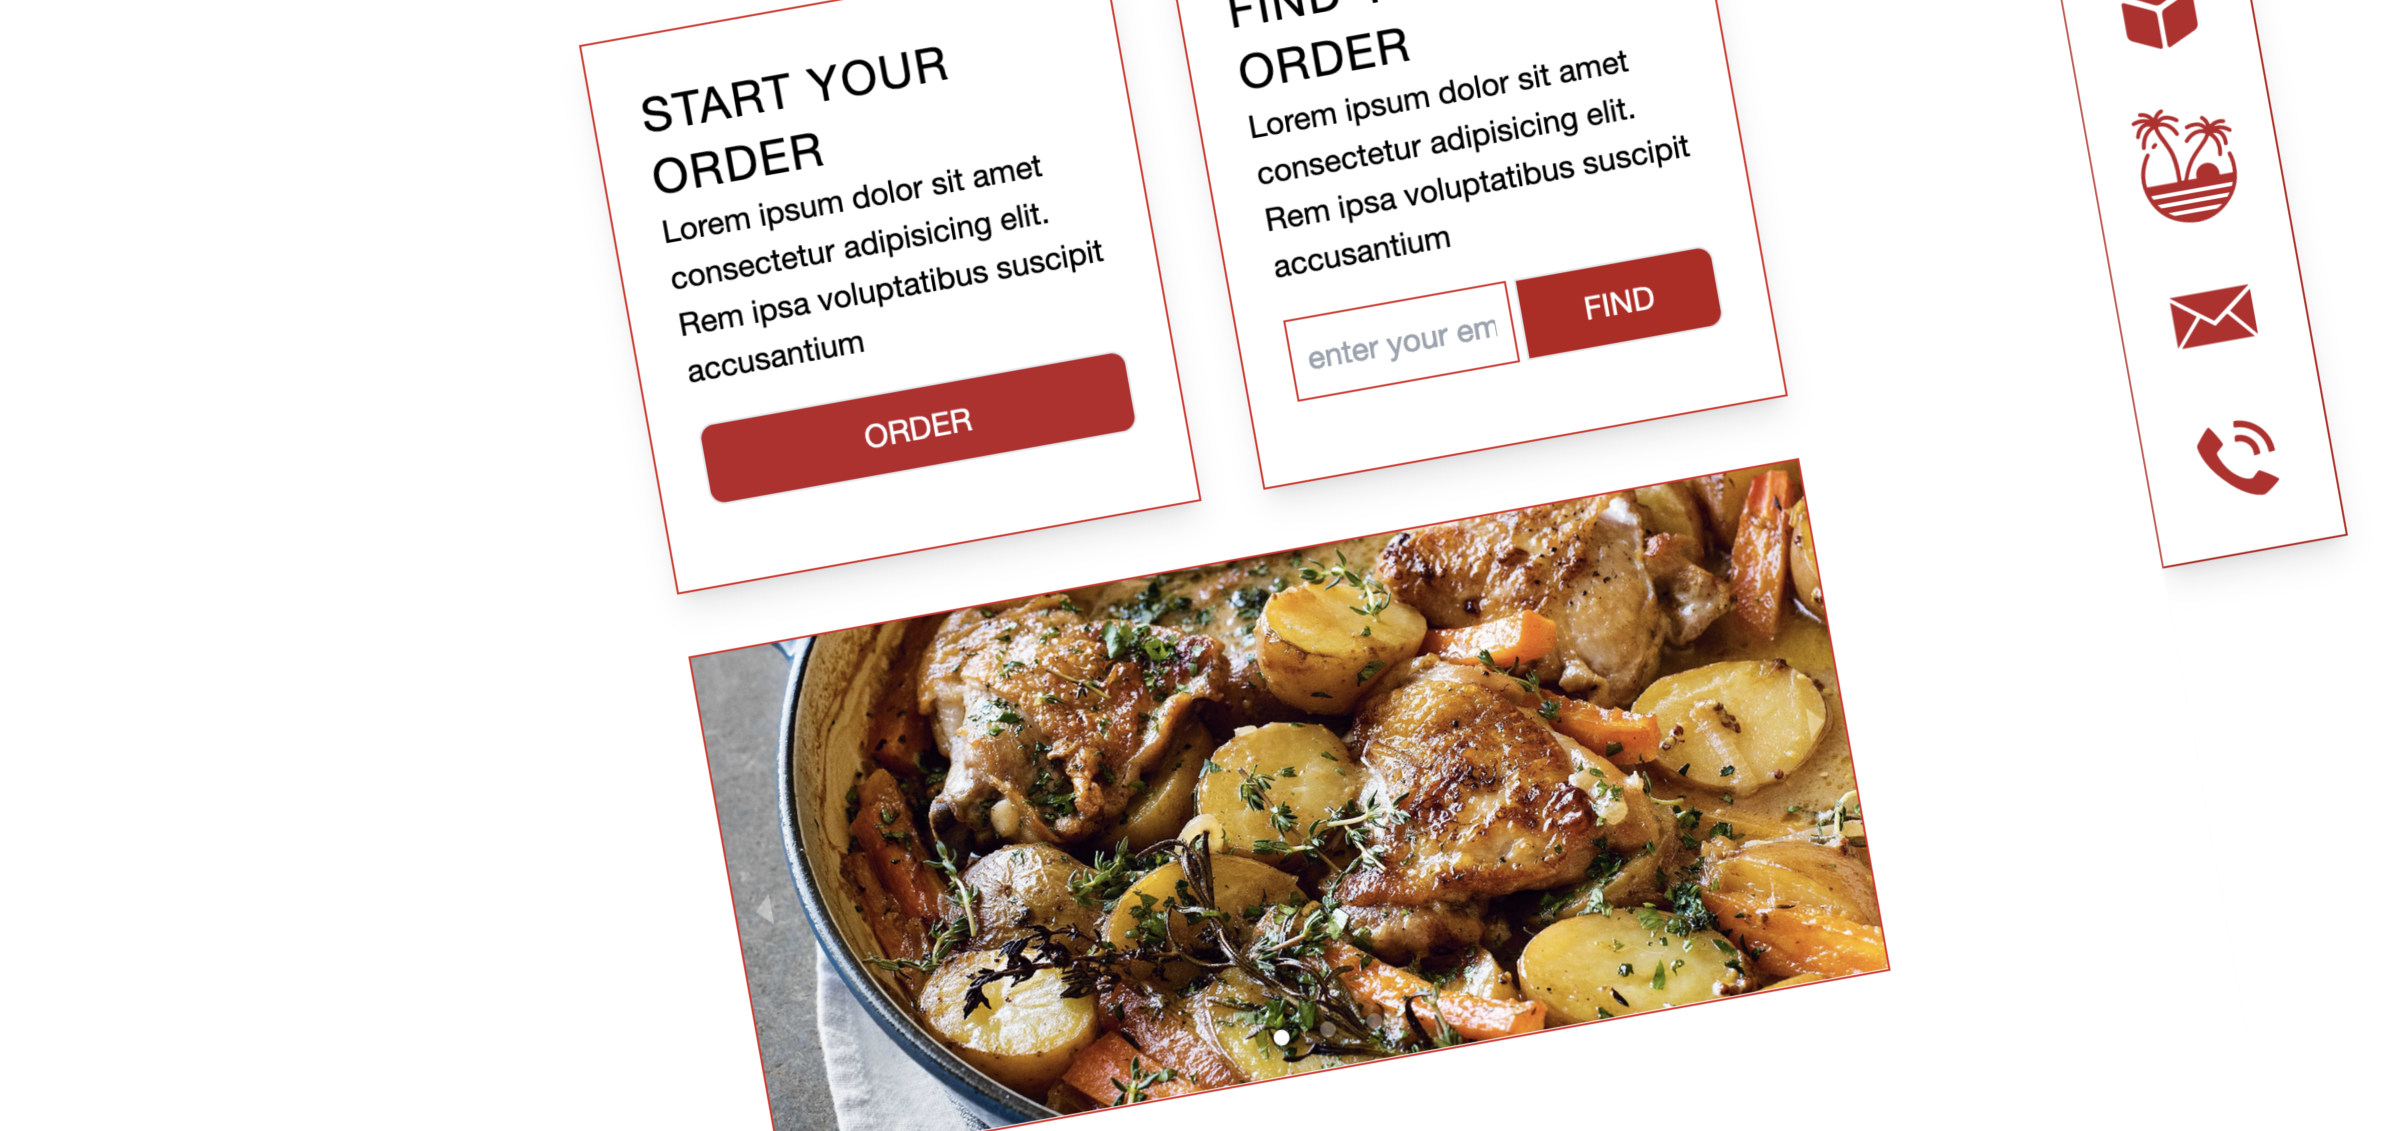 START YOUR
ORDER
Lorem ipsum dolor sit amet
consectetur adipisicing elit.
Rem ipsa voluptatibus suscipit
accusantium
ORDER
FIND
ORDER
Lorem ipsum dolor sit amet
consectetur adipisicing elit.
Rem ipsa voluptatibus suscipit
accusantium
enter your em
FIND